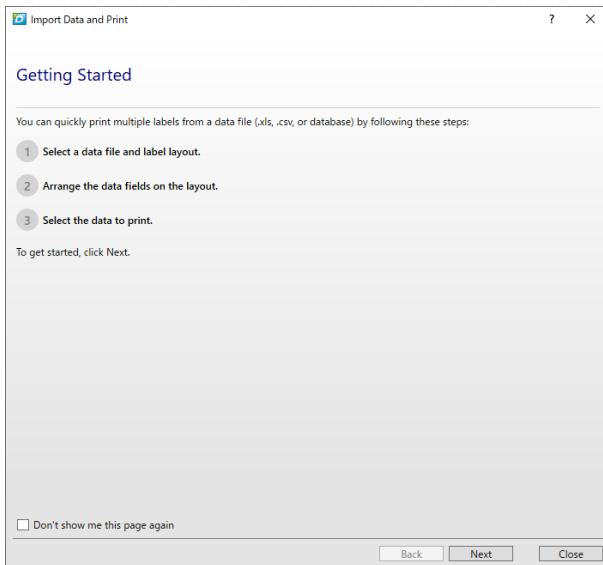 Import Data and Print
?
Getting Started
You can quickly print multiple labels from a data file (.xls, .csv, or database) by following these steps:
1 Select a data file and label layout.
2 Arrange the data fields on the layout.
3 Select the data to print.
To get started, click Next.
Don't show me this page again
Back Next Close